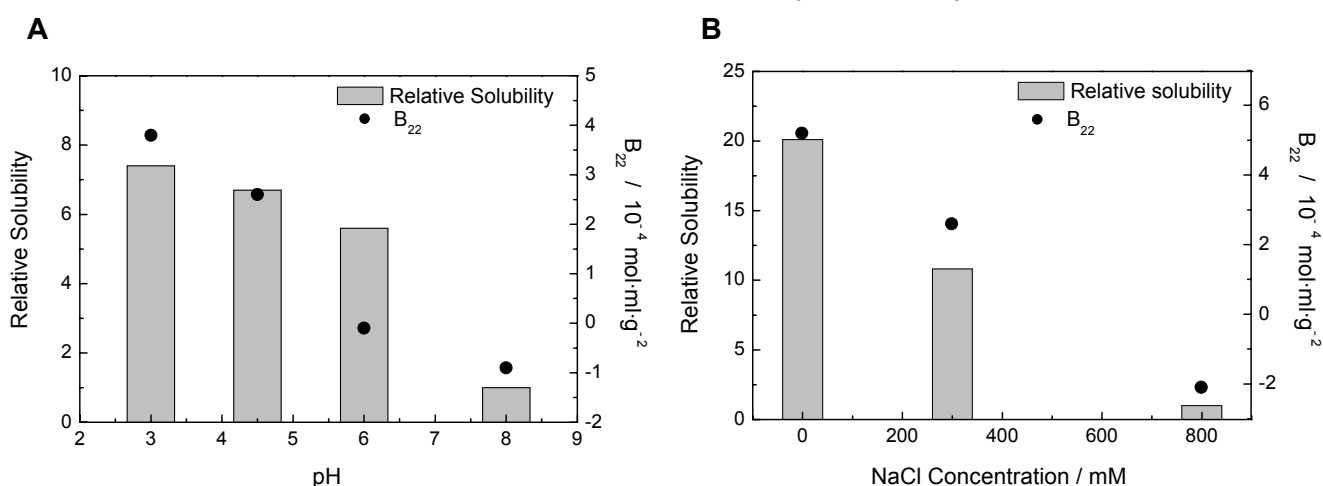 A
10
8
6
4
2
0
5
4
3
2
1
0
-1
-2
Relative Solubility
B₂₂
Relative Solubility
B₂₂ / 10⁻⁴ mol·ml·g⁻²
2 3 4 5 6 7 8 9
pH
B
25
20
15
10
5
0
6
4
2
0
-2
Relative solubility
B₂₂
Relative Solubility
B₂₂ / 10⁻⁴ mol·ml·g⁻²
0 200 400 600 800
NaCl Concentration / mM